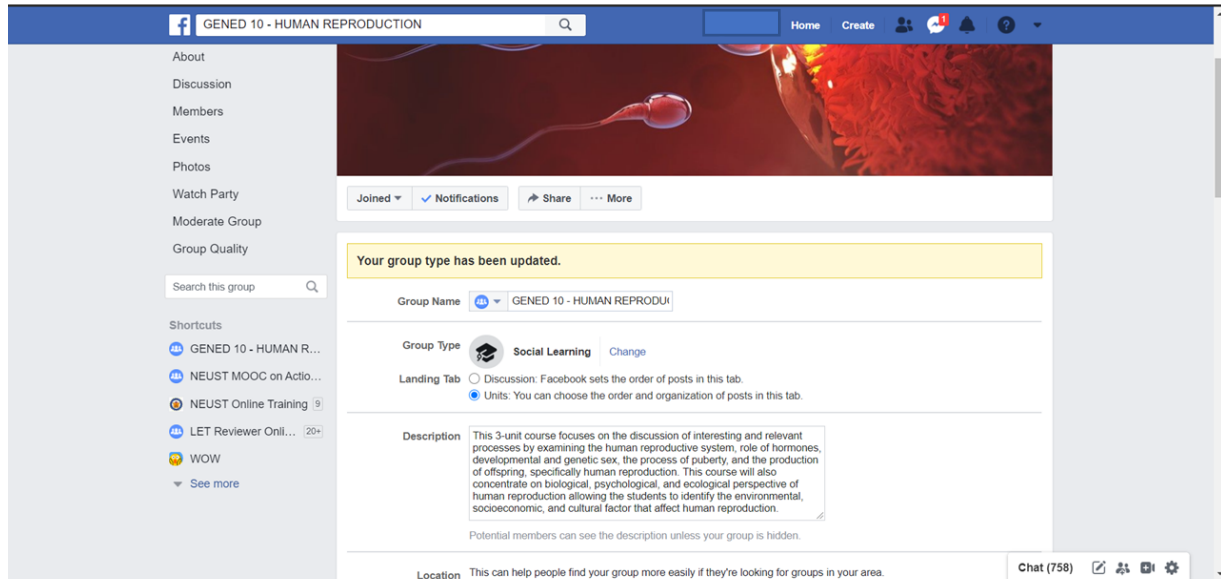 f GENED 10 - HUMAN REPRODUCTION
Home Create 1
About
Discussion
Members
Events
Photos
Watch Party
Moderate Group
Group Quality
Search this group
Shortcuts
GENED 10 - HUMAN R...
NEUST MOOC on Actio...
NEUST Online Training 9
LET Reviewer Onli... 20+
WOW
See more
Joined Notifications Share ··· More
Your group type has been updated.
Group Name GENED 10 - HUMAN REPRODU
Group Type Social Learning Change
Landing Tab Discussion: Facebook sets the order of posts in this tab.
Units: You can choose the order and organization of posts in this tab.
Description This 3-unit course focuses on the discussion of interesting and relevant
processes by examining the human reproductive system, role of hormones,
developmental and genetic sex, the process of puberty, and the production
of offspring, specifically human reproduction. This course will also
concentrate on biological, psychological, and ecological perspective of
human reproduction allowing the students to identify the environmental,
socioeconomic, and cultural factor that affect human reproduction.
Potential members can see the description unless your group is hidden.
Location This can help people find your group more easily if they're looking for groups in your area.
Chat (758)